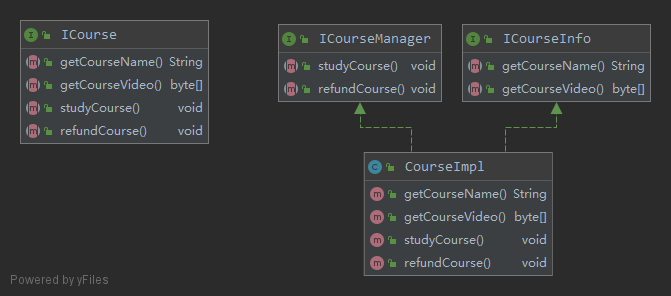 ICourse
getCourseName() String
getCourseVideo() byte[]
studyCourse() void
refundCourse() void
ICourseManager
studyCourse() void
refundCourse() void
ICourseInfo
getCourseName() String
getCourseVideo() byte[]
CourseImpl
getCourseName() String
getCourseVideo() byte[]
studyCourse() void
refundCourse() void
Powered by yFiles